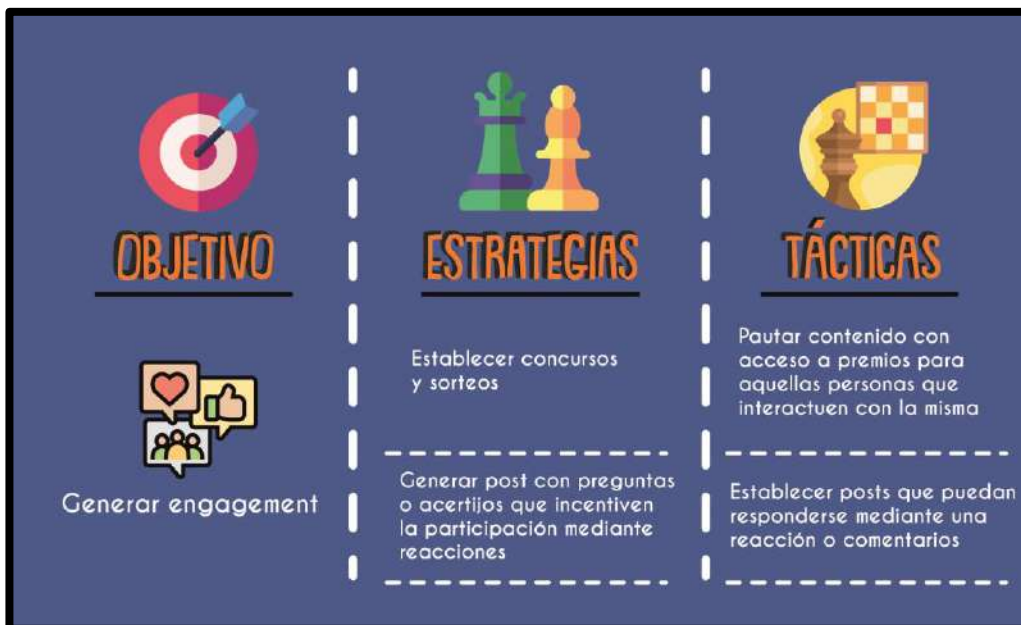 OBJETIVO
Generar engagement
ESTRATEGIAS
Establecer concursos
y sorteos
Generar post con preguntas
o acertijos que incentiven
la participación mediante
reacciones
TÁCTICAS
Pautar contenido con
acceso a premios para
aquellas personas que
interactuen con la misma
Establecer posts que puedan
responderse mediante una
reacción o comentarios